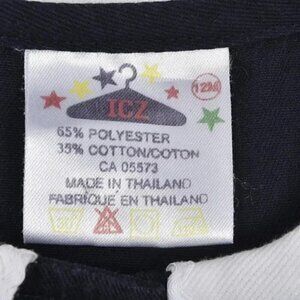 12M
ICZ
65% POLYESTER
35% COTTON/COTON
CA 05573
MADE IN THAILAND
FABRIQUE EN THAILAND